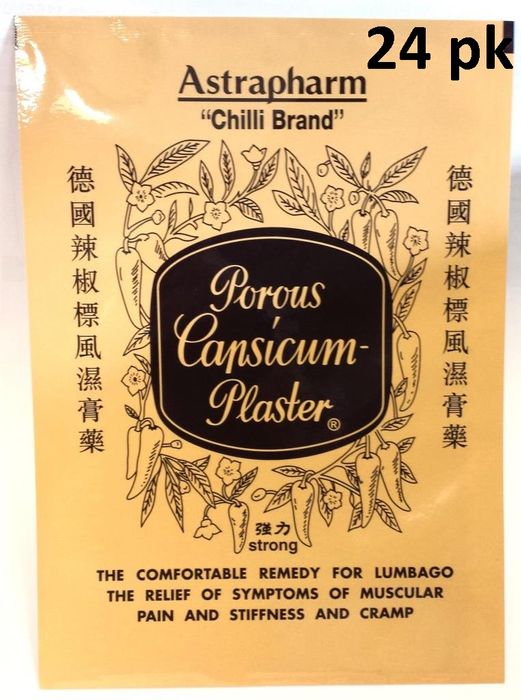 24 pk
Astrapharm
"Chilli Brand"
德國辣椒標風濕膏藥
德國辣椒標風濕膏藥
Porous
Capsicum-
Plaster®
強力
strong
THE COMFORTABLE REMEDY FOR LUMBAGO
THE RELIEF OF SYMPTOMS OF MUSCULAR
PAIN AND STIFFNESS AND CRAMP